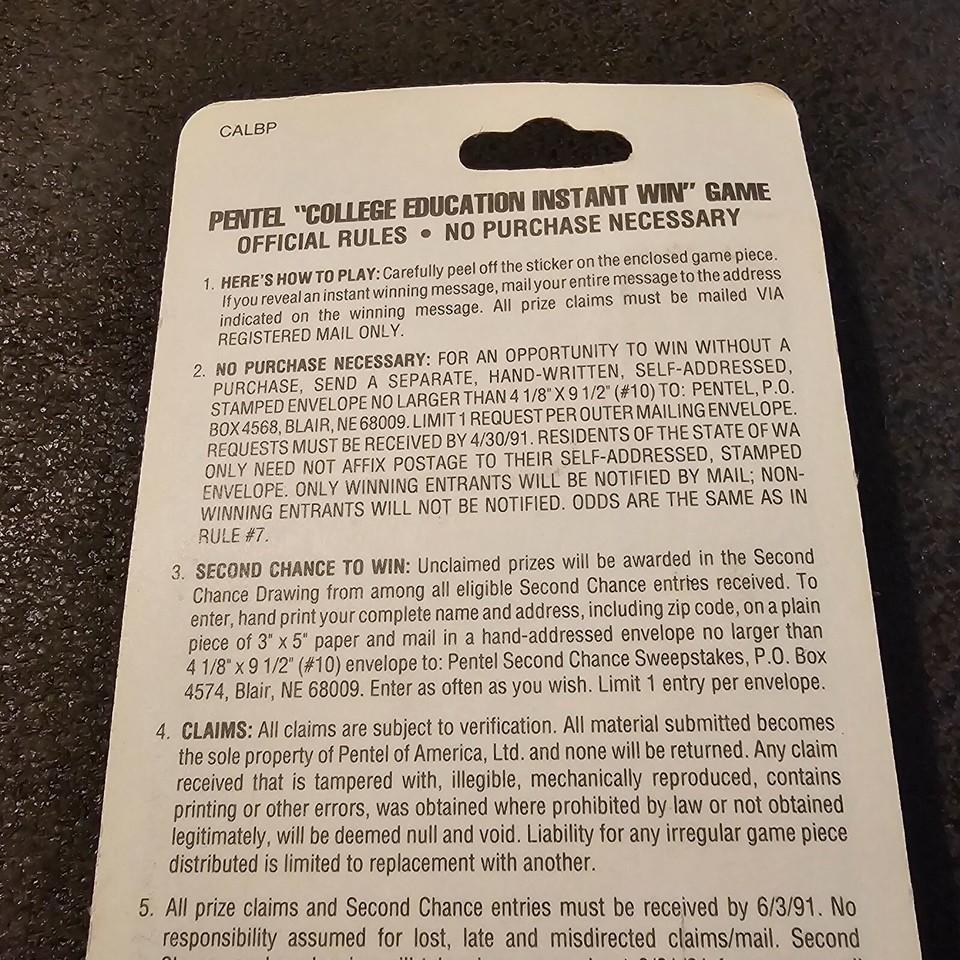 CALBP
PENTEL "COLLEGE EDUCATION INSTANT WIN" GAME
OFFICIAL RULES • NO PURCHASE NECESSARY
1. HERE'S HOW TO PLAY: Carefully peel off the sticker on the enclosed game piece.
If you reveal an instant winning message, mail your entire message to the address
indicated on the winning message. All prize claims must be mailed VIA
REGISTERED MAIL ONLY.
2. NO PURCHASE NECESSARY: FOR AN OPPORTUNITY TO WIN WITHOUT A
PURCHASE, SEND A SEPARATE, HAND-WRITTEN, SELF-ADDRESSED,
STAMPED ENVELOPE NO LARGER THAN 4 1/8" X 9 1/2" (#10) TO: PENTEL, P.O.
BOX 4568, BLAIR, NE 68009. LIMIT 1 REQUEST PER OUTER MAILING ENVELOPE.
REQUESTS MUST BE RECEIVED BY 4/30/91. RESIDENTS OF THE STATE OF WA
ONLY NEED NOT AFFIX POSTAGE TO THEIR SELF-ADDRESSED, STAMPED
ENVELOPE. ONLY WINNING ENTRANTS WILL BE NOTIFIED BY MAIL; NON-
WINNING ENTRANTS WILL NOT BE NOTIFIED. ODDS ARE THE SAME AS IN
RULE #7.
3. SECOND CHANCE TO WIN: Unclaimed prizes will be awarded in the Second
Chance Drawing from among all eligible Second Chance entries received. To
enter, hand print your complete name and address, including zip code, on a plain
piece of 3" x 5" paper and mail in a hand-addressed envelope no larger than
4 1/8" x 9 1/2" (#10) envelope to: Pentel Second Chance Sweepstakes, P.O. Box
4574, Blair, NE 68009. Enter as often as you wish. Limit 1 entry per envelope.
4. CLAIMS: All claims are subject to verification. All material submitted becomes
the sole property of Pentel of America, Ltd. and none will be returned. Any claim
received that is tampered with, illegible, mechanically reproduced, contains
printing or other errors, was obtained where prohibited by law or not obtained
legitimately, will be deemed null and void. Liability for any irregular game piece
distributed is limited to replacement with another.
5. All prize claims and Second Chance entries must be received by 6/3/91. No
responsibility assumed for lost, late and misdirected claims/mail. Second